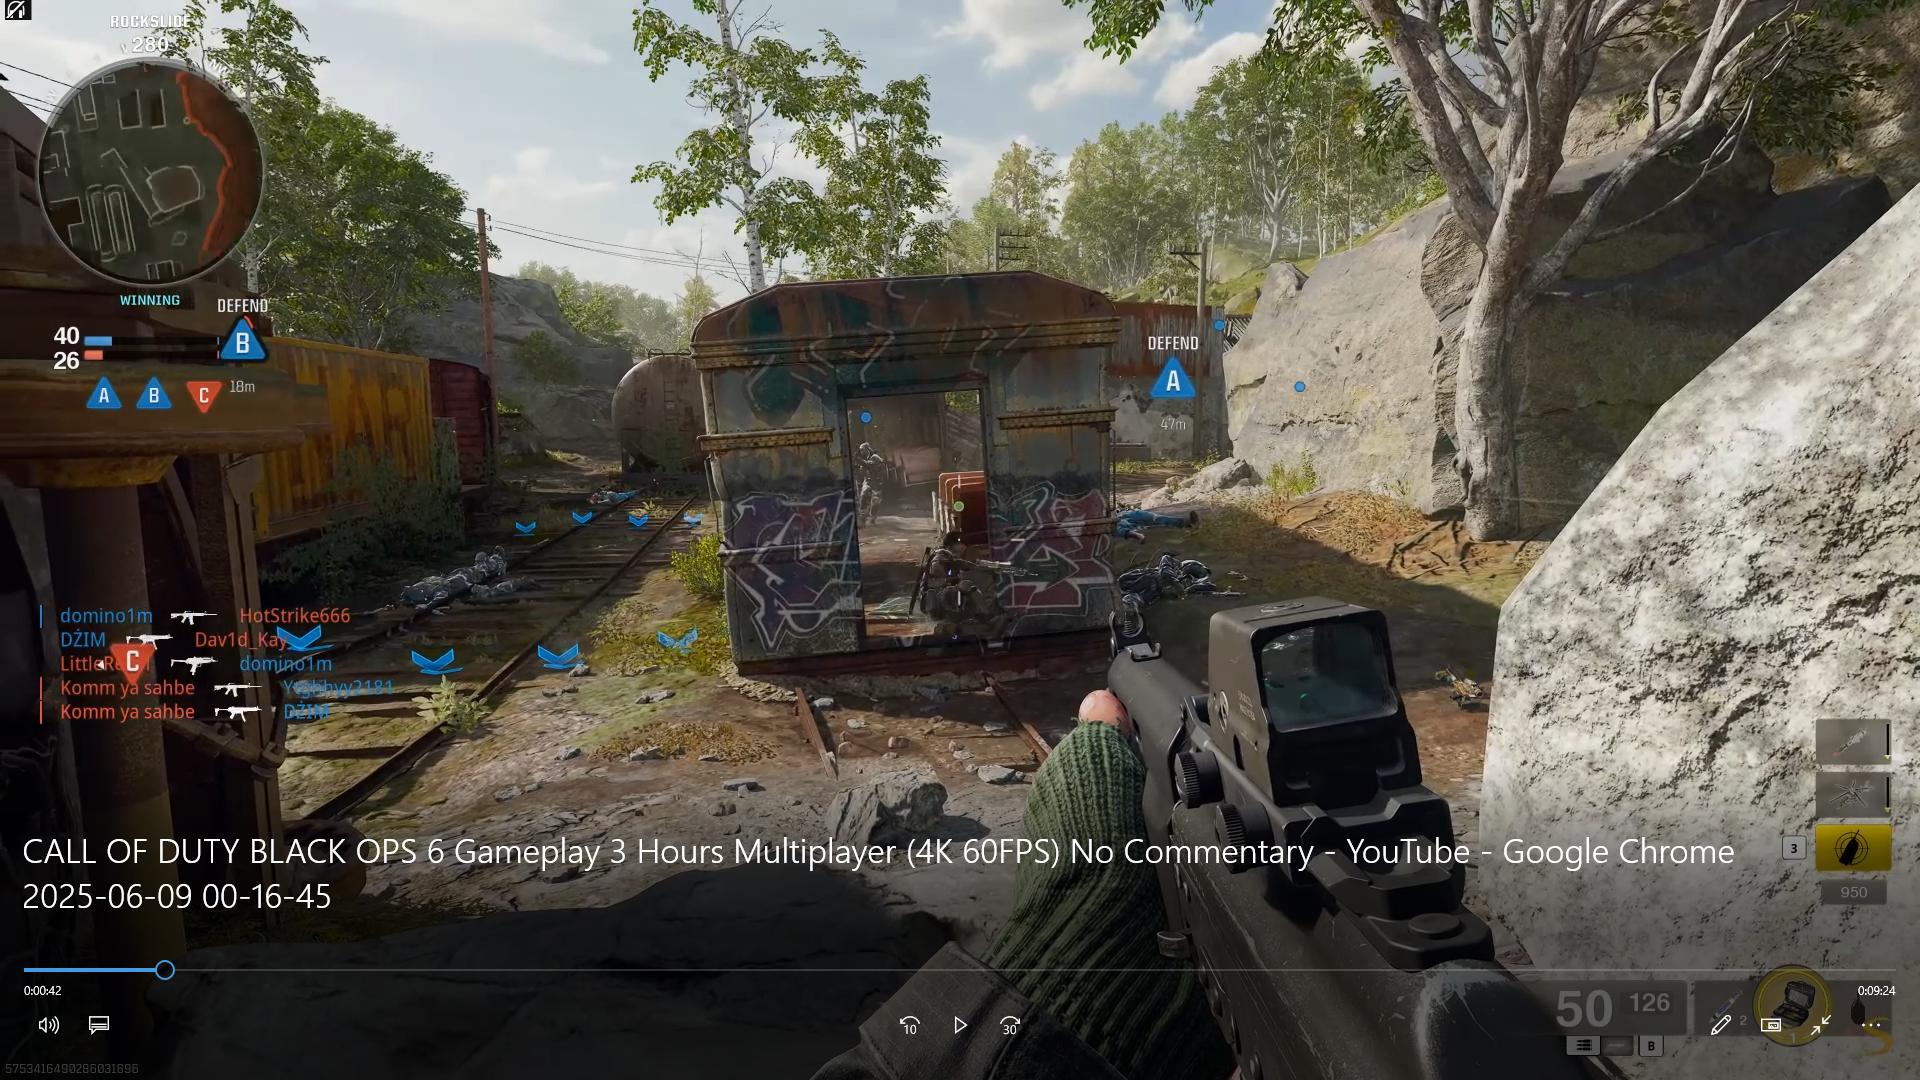 ROCKSLIDE
280
WINNING
DEFEND
B
40
26
A B C 18m
DEFEND
A
47m
domino1m HotStrike666
DŻIM Dav1d_Kay
C
domino1m
Komm ya sahbe
Komm ya sahbe DŻIM
CALL OF DUTY BLACK OPS 6 Gameplay 3 Hours Multiplayer (4K 60FPS) No Commentary - YouTube - Google Chrome
2025-06-09 00-16-45
3
950
0:00:42
0:09:24
10
30
50 126
2
B
5753416490286031696